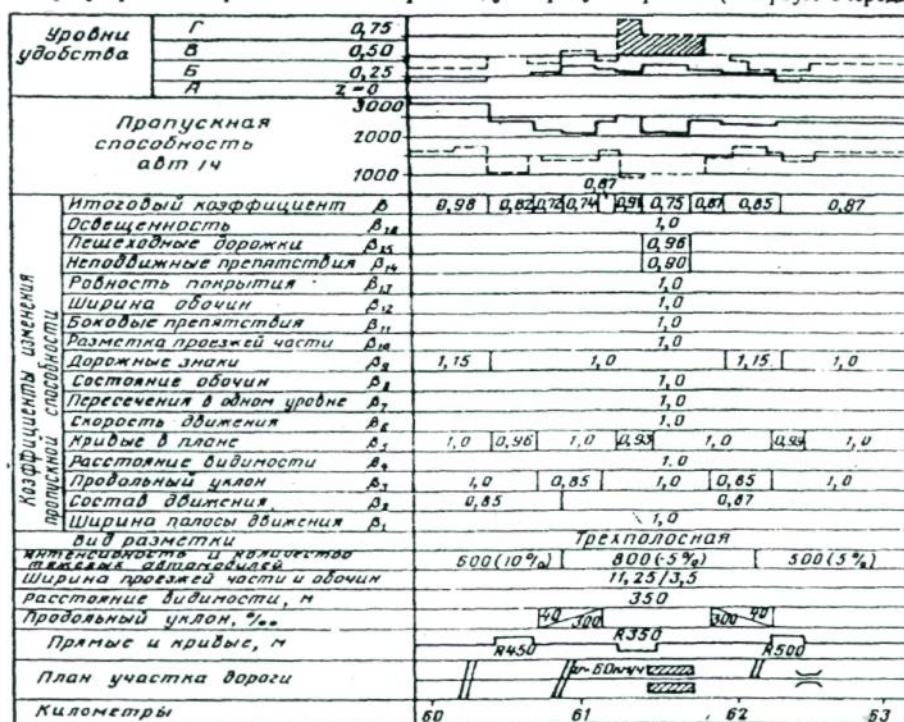 Уровни удобства
Г 0,75
В 0,50
Б 0,25
А z=0
Пропускная способность авт/ч
3000
2000
1000
0,87
Коэффициенты изменения пропускной способности
Итоговый коэффициент β 0,98 0,82 0,72 0,74 0,91 0,75 0,87 0,85 0,87
Освещенность β₁₆ 1,0
Пешеходные дорожки β₁₅ 0,96
Неподвижные препятствия β₁₄ 0,90
Ровность покрытия β₁₃ 1,0
Ширина обочин β₁₂ 1,0
Боковые препятствия β₁₁ 1,0
Разметка проезжей части β₁₀ 1,0
Дорожные знаки β₉ 1,15 1,0 1,15 1,0
Состояние обочин β₈ 1,0
Пересечения в одном уровне β₇ 1,0
Скорость движения β₆ 1,0
Кривые в плане β₅ 1,0 0,96 1,0 0,93 1,0 0,99 1,0
Расстояние видимости β₄ 1.0
Продольный уклон β₃ 1,0 0,85 1,0 0,85 1,0
Состав движения β₂ 0,85 0,87
Ширина полосы движения β₁ 1,0
Вид разметки Трехполосная
Интенсивность и количество тяжелых автомобилей 600(10%) 800(5%) 500(5%)
Ширина проезжей части и обочин 11,25/3,5
Расстояние видимости, м 350
Продольный уклон, ‰ 40 300 300 40
Прямые и кривые, м R450 R350 R500
План участка дороги
Километры 60 61 62 63